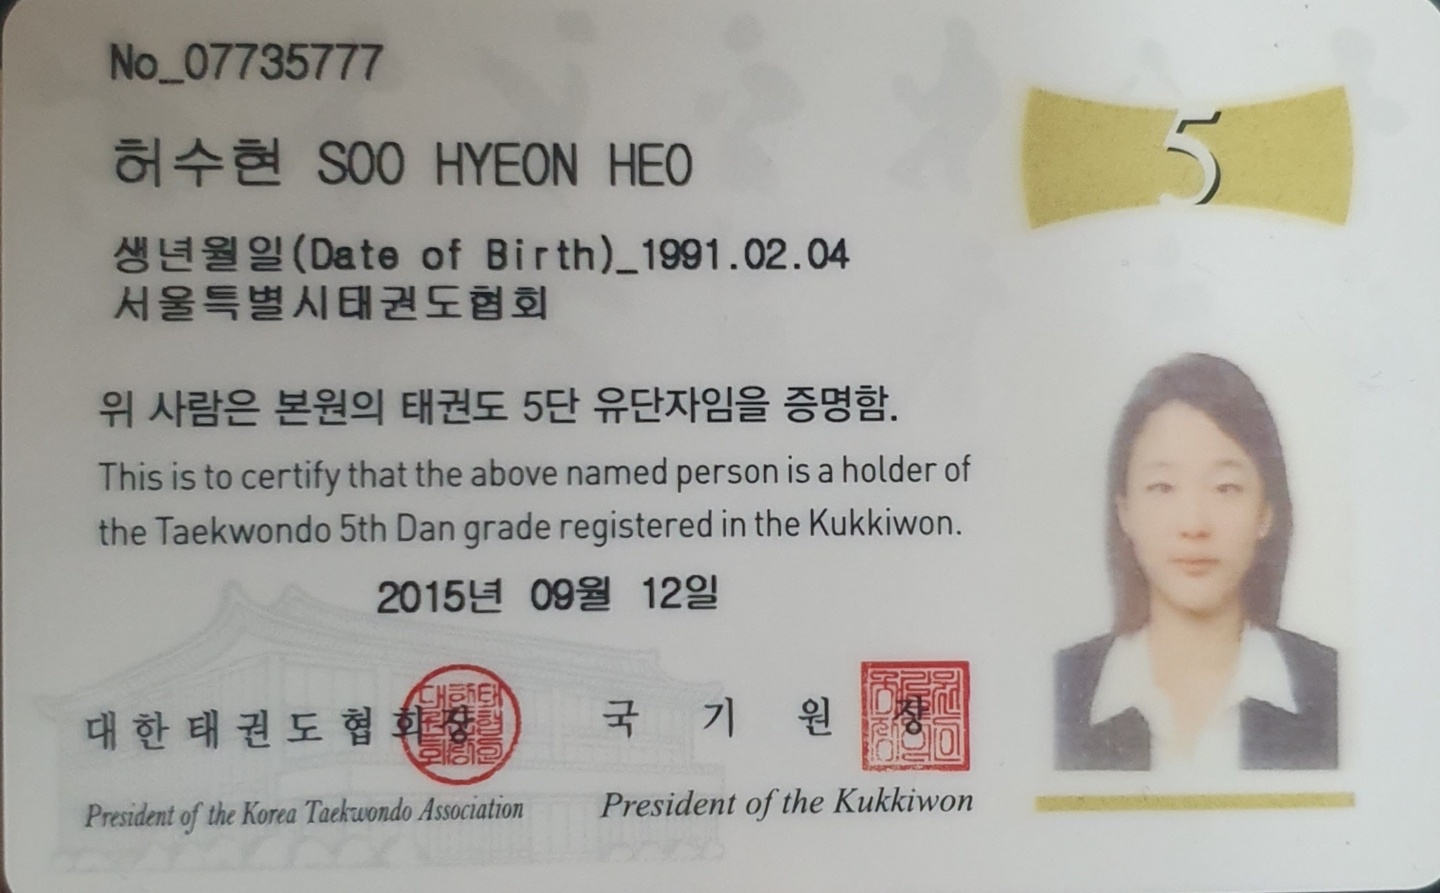 No_07735777
허수현 SOO HYEON HEO
5
생년월일(Date of Birth)_1991.02.04
서울특별시태권도협회
위 사람은 본원의 태권도 5단 유단자임을 증명함.
This is to certify that the above named person is a holder of
the Taekwondo 5th Dan grade registered in the Kukkiwon.
2015년 09월 12일
대한태권도협회장
President of the Korea Taekwondo Association
국 기 원 장
President of the Kukkiwon